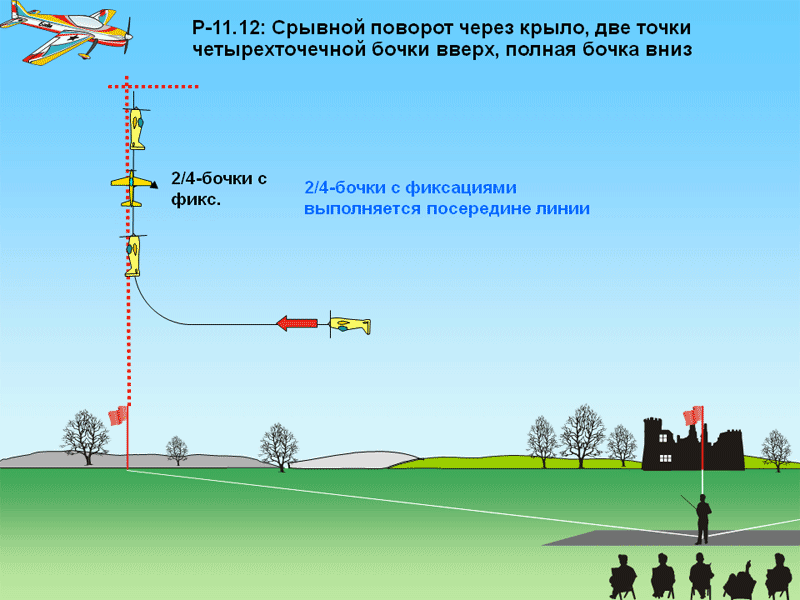 Р-11.12: Срывной поворот через крыло, две точки
четырехточечной бочки вверх, полная бочка вниз
2/4-бочки с
фикс.
2/4-бочки с фиксациями
выполняется посередине линии